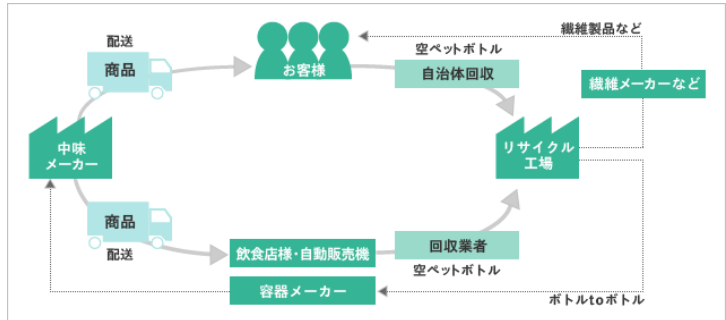 繊維製品など
配送
空ペットボトル
商品
お客様
自治体回収
繊維メーカーなど
中味
メーカー
リサイクル
工場
商品
配送
飲食店様・自動販売機
回収業者
空ペットボトル
容器メーカー
ボトルtoボトル